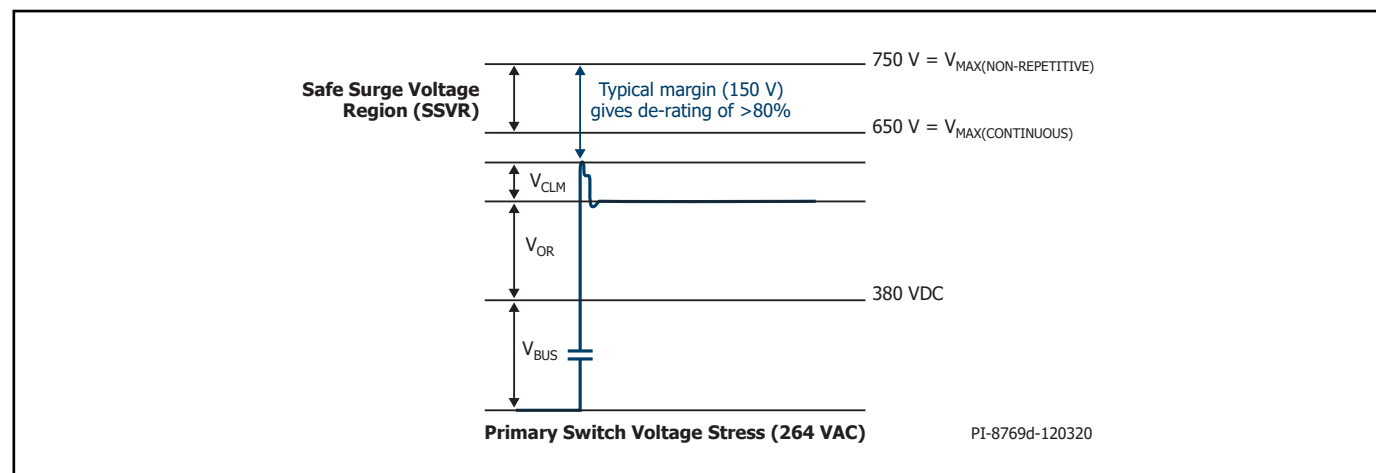 750 V = VMAX(NON-REPETITIVE)
Safe Surge Voltage
Region (SSVR)
Typical margin (150 V)
gives de-rating of >80%
650 V = VMAX(CONTINUOUS)
VCLM
VOR
380 VDC
VBUS
Primary Switch Voltage Stress (264 VAC)
PI-8769d-120320